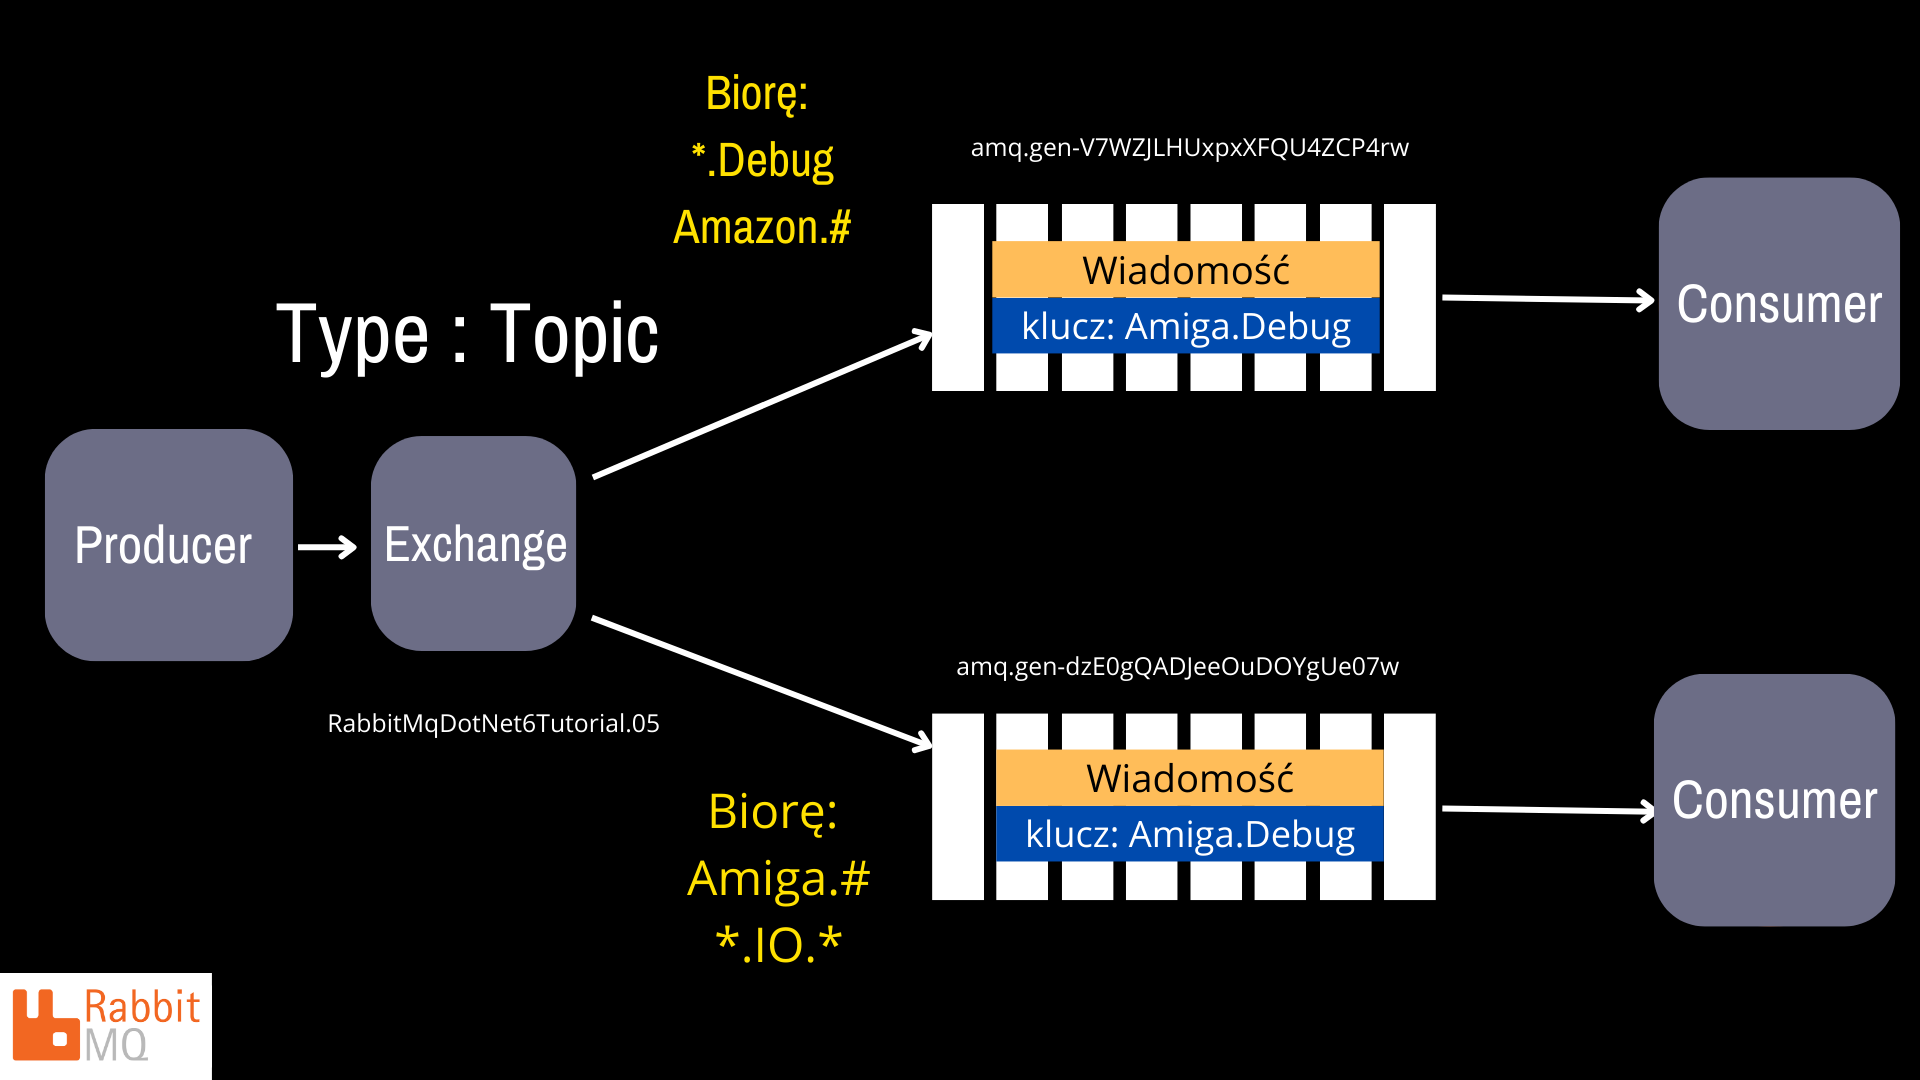 Biorę:
*.Debug
Amazon.#
amq.gen-V7WZJLHUxpxXFQU4ZCP4rw
Wiadomość
klucz: Amiga.Debug
Consumer
Type : Topic
Producer
Exchange
RabbitMqDotNet6Tutorial.05
amq.gen-dzE0gQADJeeOuDOYgUe07w
Wiadomość
klucz: Amiga.Debug
Consumer
Biorę:
Amiga.#
*.IO.*
Rabbit
MQ